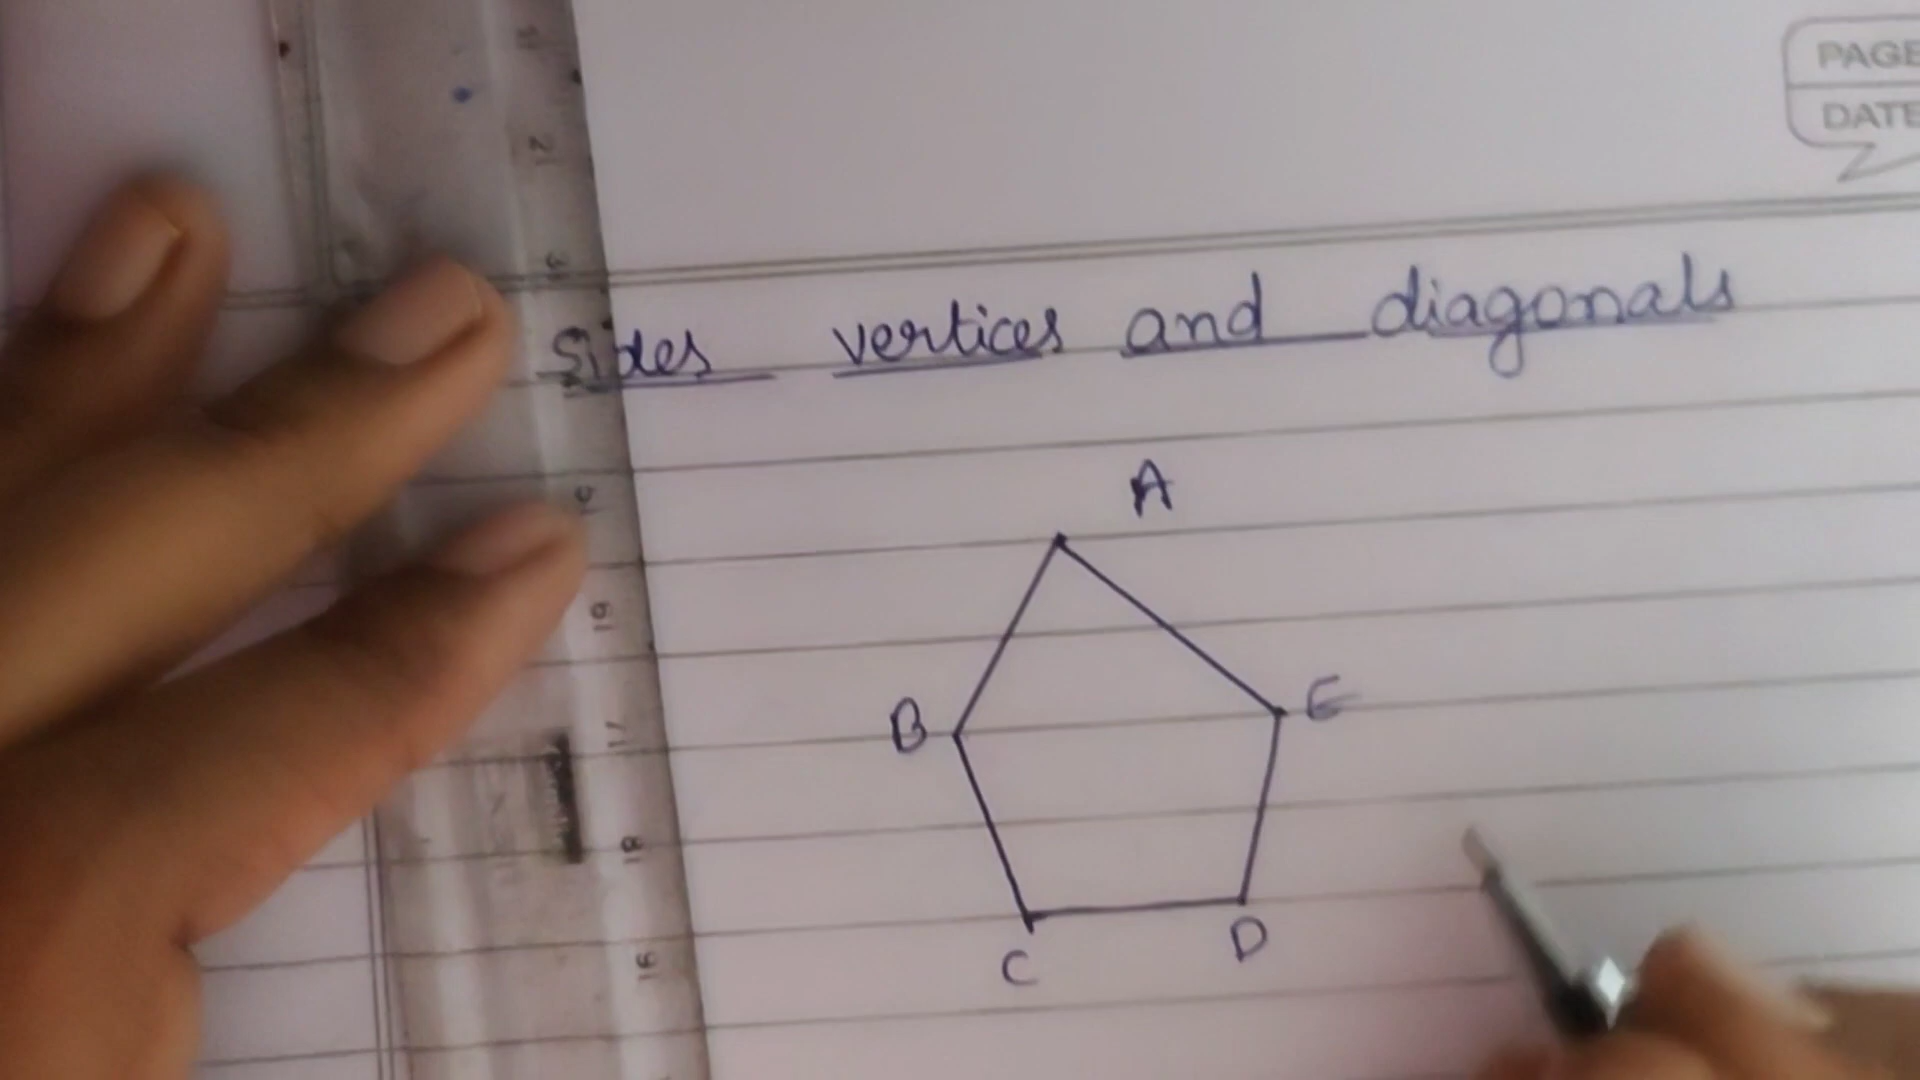 PAGE
DATE
Sides vertices and diagonals
A
B E
C D